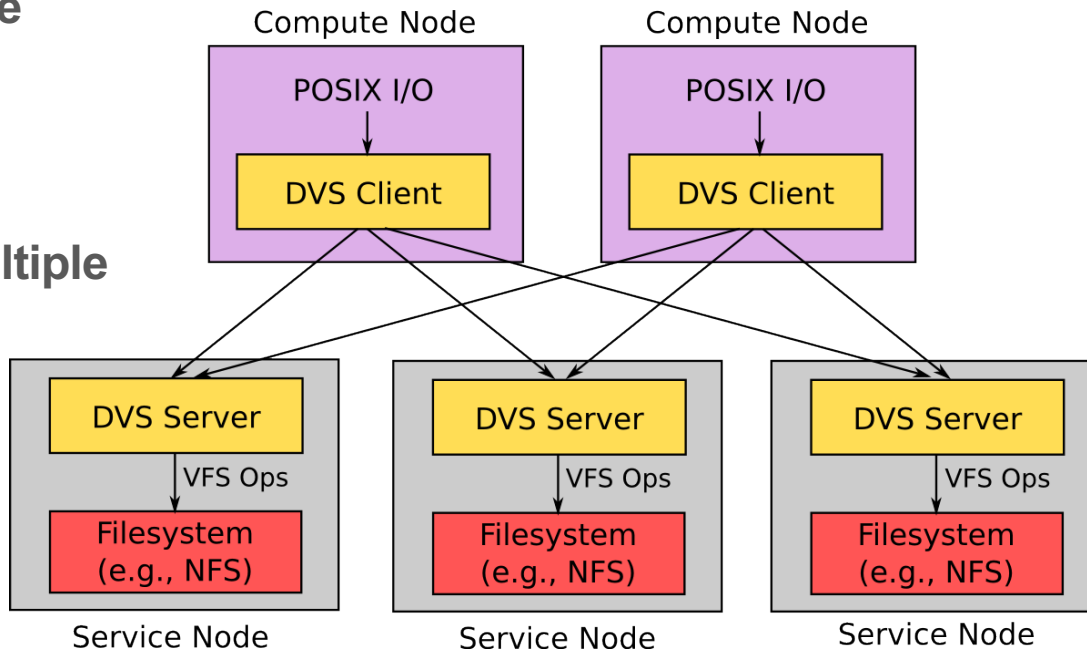 Compute Node
Compute Node
POSIX I/O
POSIX I/O
DVS Client
DVS Client
ltiple
DVS Server
DVS Server
DVS Server
VFS Ops
VFS Ops
VFS Ops
Filesystem
(e.g., NFS)
Filesystem
(e.g., NFS)
Filesystem
(e.g., NFS)
Service Node
Service Node
Service Node